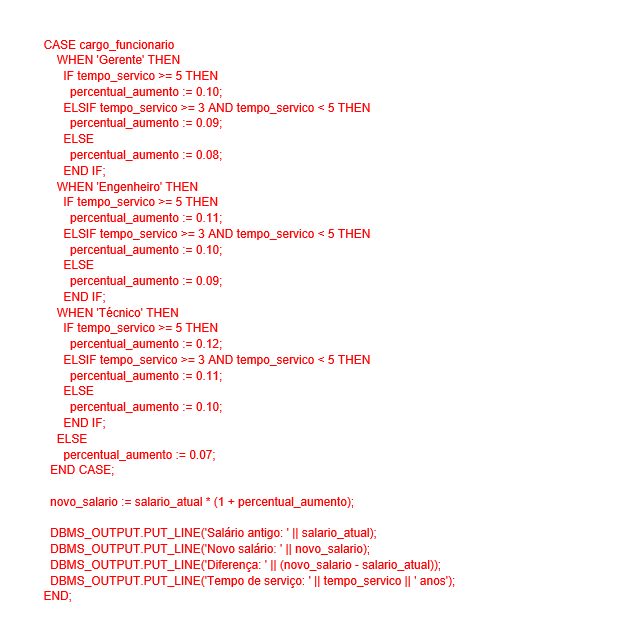 CASE cargo_funcionario
WHEN 'Gerente' THEN
IF tempo_servico >= 5 THEN
percentual_aumento := 0.10;
ELSIF tempo_servico >= 3 AND tempo_servico < 5 THEN
percentual_aumento := 0.09;
ELSE
percentual_aumento := 0.08;
END IF;
WHEN 'Engenheiro' THEN
IF tempo_servico >= 5 THEN
percentual_aumento := 0.11;
ELSIF tempo_servico >= 3 AND tempo_servico < 5 THEN
percentual_aumento := 0.10;
ELSE
percentual_aumento := 0.09;
END IF;
WHEN 'Técnico' THEN
IF tempo_servico >= 5 THEN
percentual_aumento := 0.12;
ELSIF tempo_servico >= 3 AND tempo_servico < 5 THEN
percentual_aumento := 0.11;
ELSE
percentual_aumento := 0.10;
END IF;
ELSE
percentual_aumento := 0.07;
END CASE;
novo_salario := salario_atual * (1 + percentual_aumento);
DBMS_OUTPUT.PUT_LINE('Salário antigo: ' || salario_atual);
DBMS_OUTPUT.PUT_LINE('Novo salário: ' || novo_salario);
DBMS_OUTPUT.PUT_LINE('Diferença: ' || (novo_salario - salario_atual));
DBMS_OUTPUT.PUT_LINE('Tempo de serviço: ' || tempo_servico || ' anos');
END;